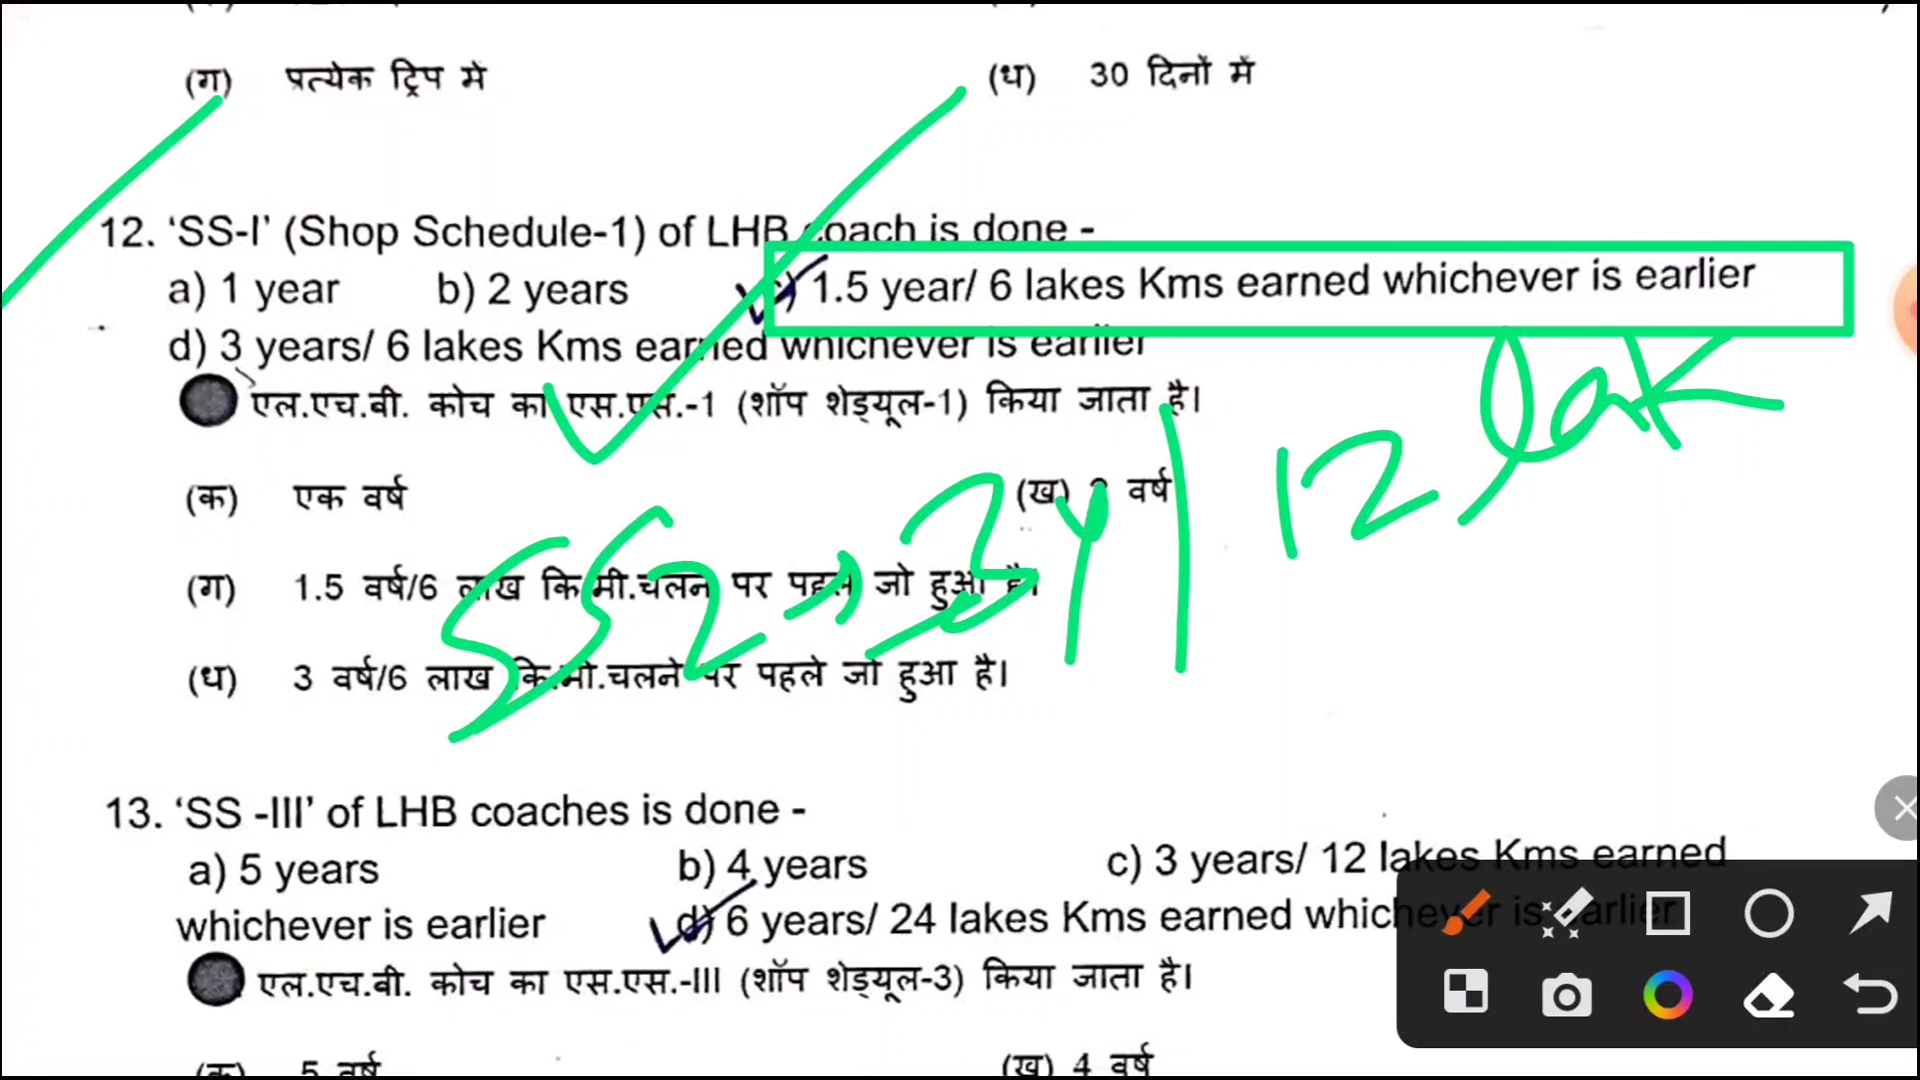 (ग) प्रत्येक ट्रिप में (ध) 30 दिनों में
12. ‘SS-I’ (Shop Schedule-1) of LHB coach is done -
a) 1 year b) 2 years c) 1.5 year/ 6 lakes Kms earned whichever is earlier
d) 3 years/ 6 lakes Kms earned whichever is earlier
एल.एच.बी. कोच का एस.एस.-1 (शॉप शेड्यूल-1) किया जाता है।
12 lak
(क) एक वर्ष (ख) वर्ष
SS2 → 3y
(ग) 1.5 वर्ष/6 लाख कि.मी.चलने पर पहले जो हुआ है।
(ध) 3 वर्ष/6 लाख कि.मी.चलने पर पहले जो हुआ है।
13. ‘SS -III’ of LHB coaches is done -
a) 5 years b) 4 years c) 3 years/ 12 lakes Kms earned
whichever is earlier d) 6 years/ 24 lakes Kms earned whichever is earlier
एल.एच.बी. कोच का एस.एस.-III (शॉप शेड्यूल-3) किया जाता है।
(क) 5 वर्ष (ख) 4 वर्ष